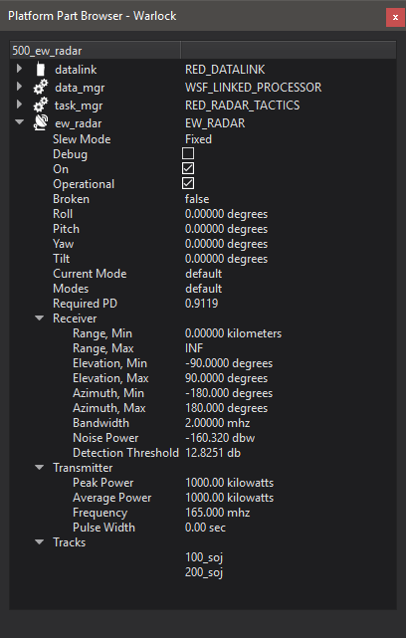 Platform Part Browser - Warlock
x
500_ew_radar
datalink RED_DATALINK
data_mgr WSF_LINKED_PROCESSOR
task_mgr RED_RADAR_TACTICS
ew_radar EW_RADAR
Slew Mode Fixed
Debug
On
Operational
Broken false
Roll 0.00000 degrees
Pitch 0.00000 degrees
Yaw 0.00000 degrees
Tilt 0.00000 degrees
Current Mode default
Modes default
Required PD 0.9119
Receiver
Range, Min 0.00000 kilometers
Range, Max INF
Elevation, Min -90.0000 degrees
Elevation, Max 90.0000 degrees
Azimuth, Min -180.000 degrees
Azimuth, Max 180.000 degrees
Bandwidth 2.00000 mhz
Noise Power -160.320 dbw
Detection Threshold 12.8251 db
Transmitter
Peak Power 1000.00 kilowatts
Average Power 1000.00 kilowatts
Frequency 165.000 mhz
Pulse Width 0.00 sec
Tracks
100_soj
200_soj